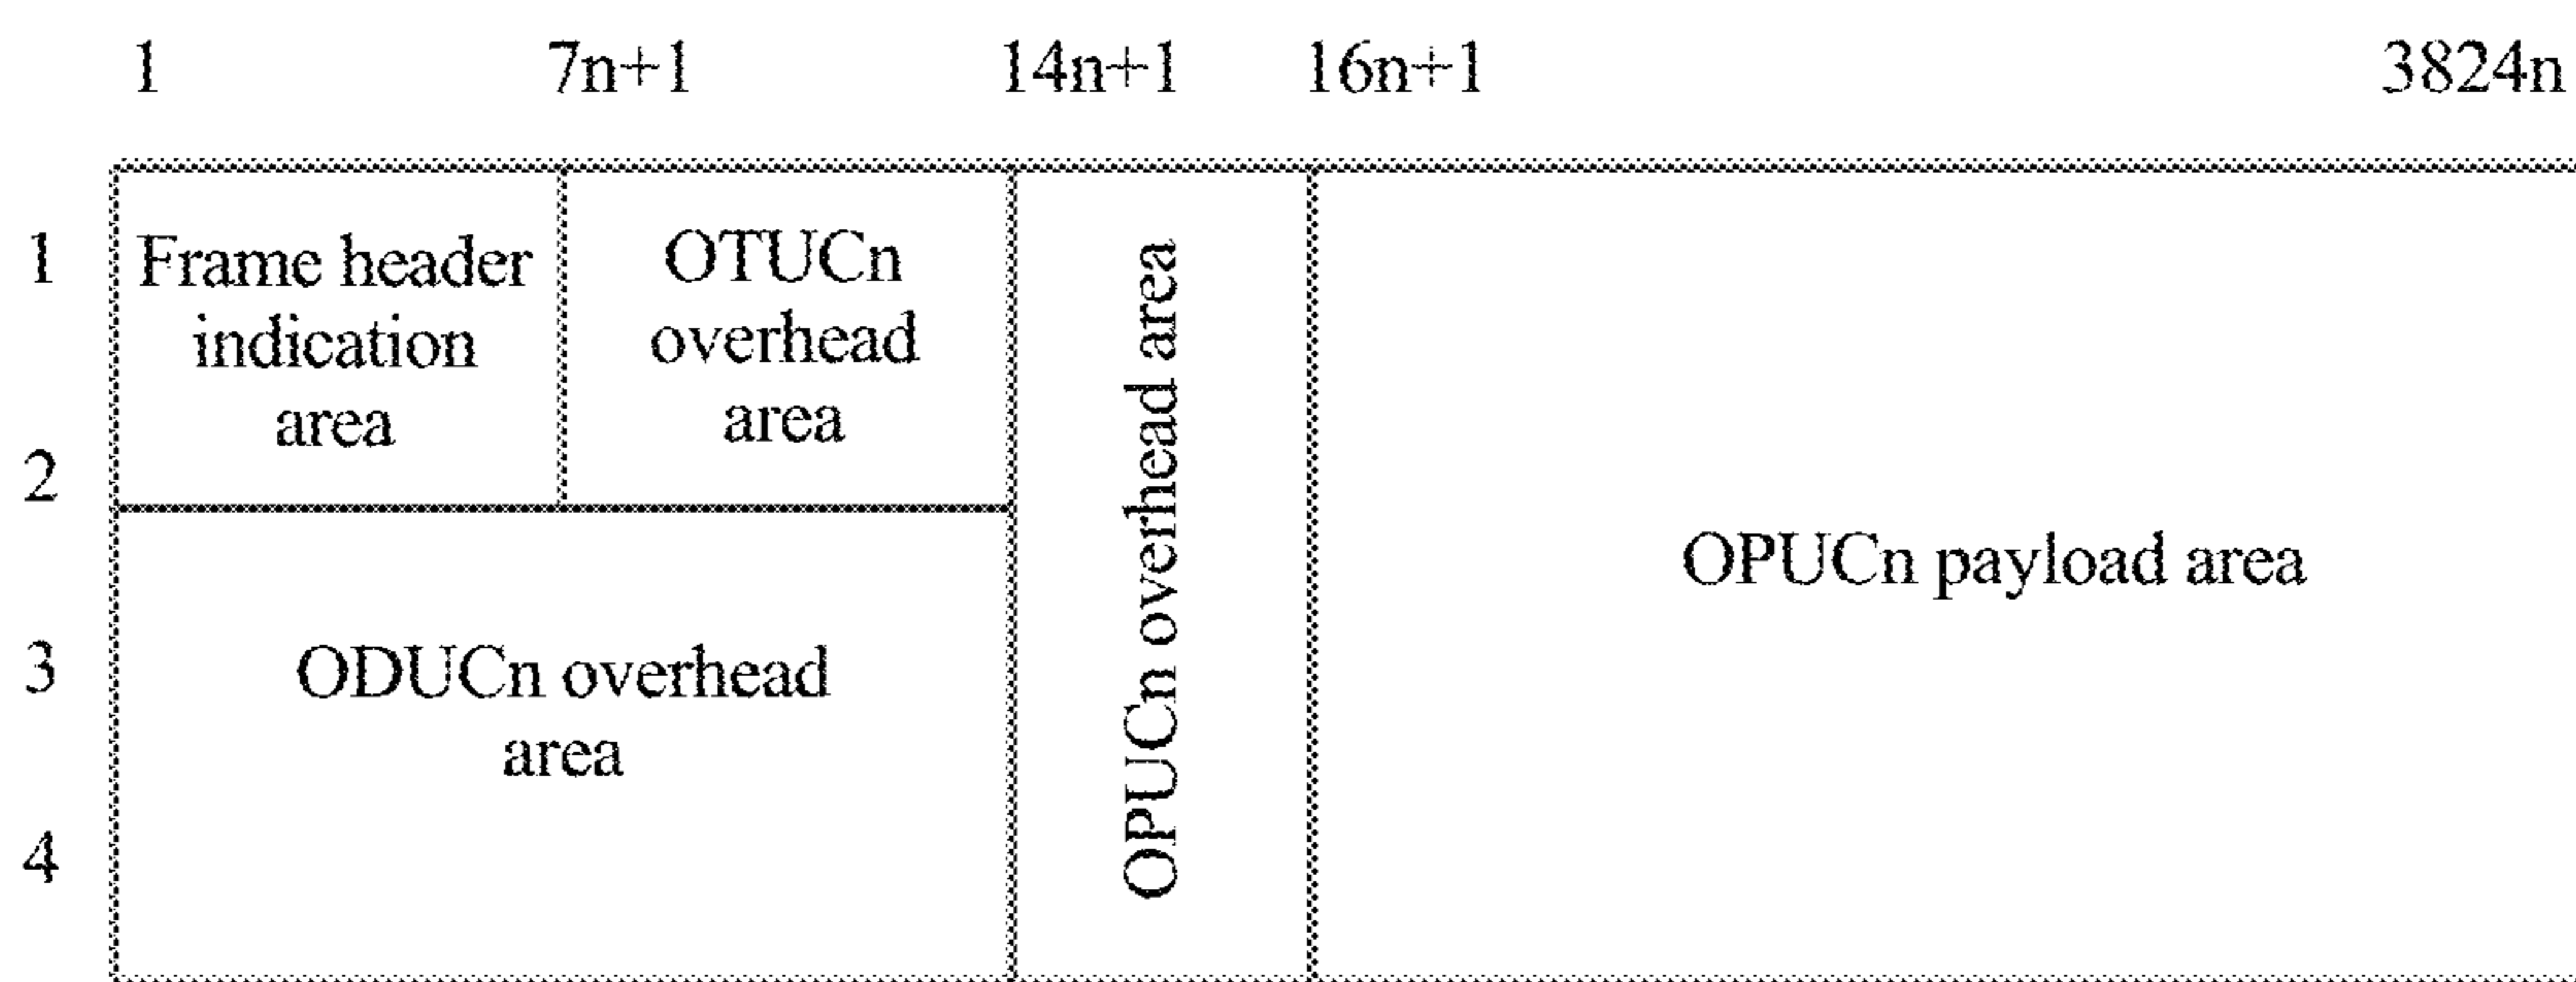 1 7n+1 14n+1 16n+1 3824n
1
2
3
4
Frame header
indication
area
OTUCn
overhead
area
ODUCn overhead
area
OPUCn overhead area
OPUCn payload area